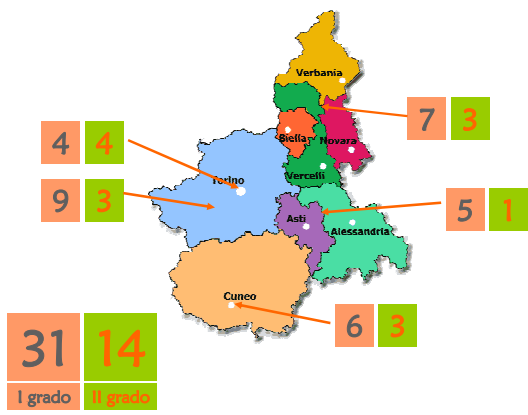 Verbania
7 3
Biella
Novara
4 4
Vercelli
Torino
9 3
5 1
Asti
Alessandria
Cuneo
6 3
31 14
I grado II grado